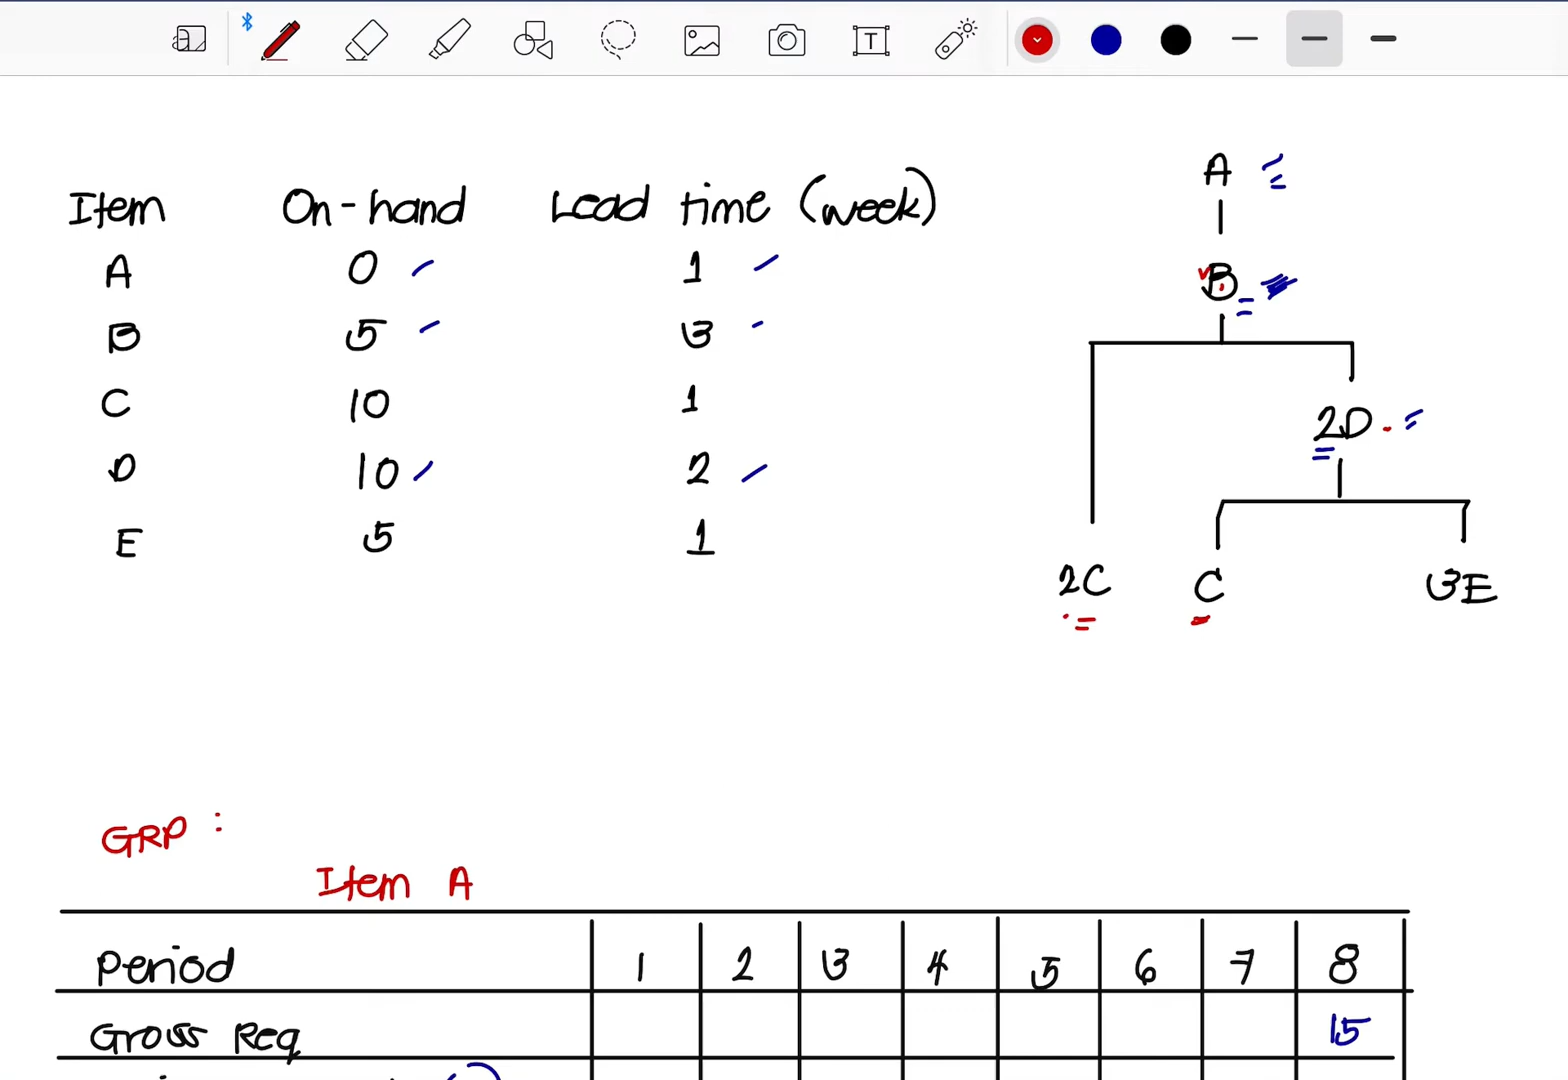 Item On-hand Lead time (week)
A 0 1
B 5 3
C 10 1
D 10 2
E 5 1
A
B
2D
2C C 3E
GRP :
Item A
Period 1 2 3 4 5 6 7 8
Gross Req 15